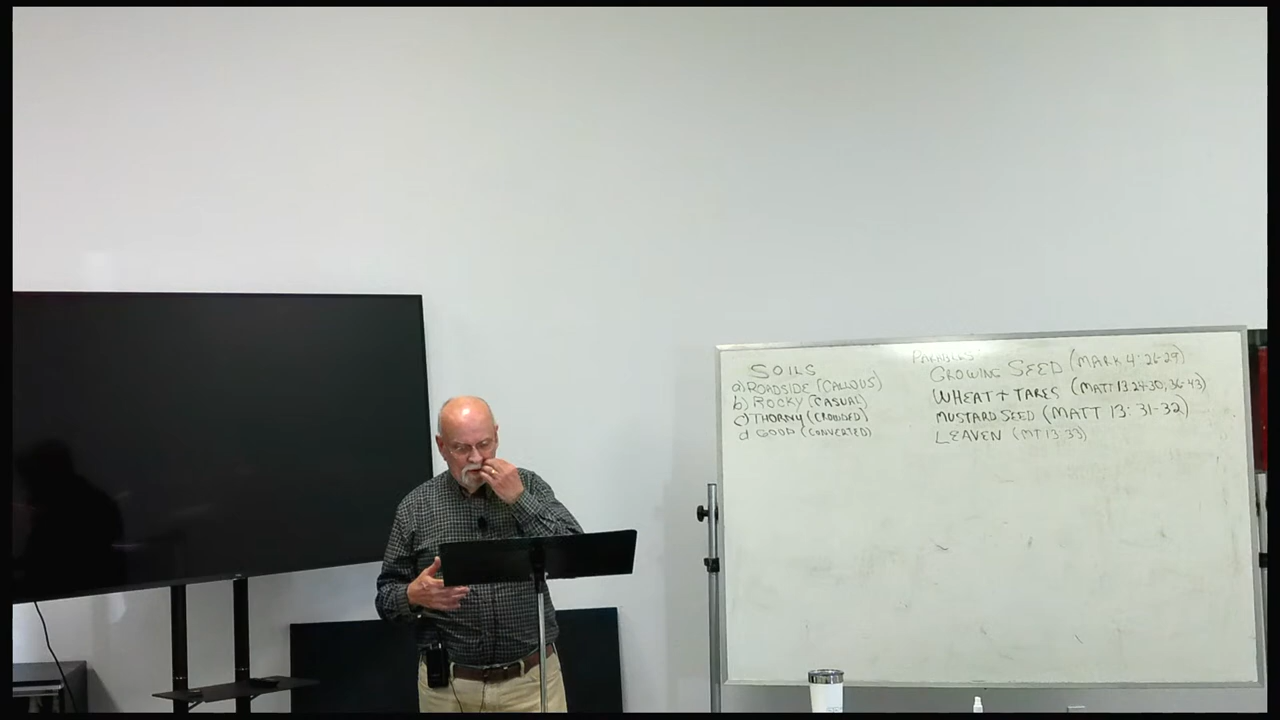 SOILS
a) ROADSIDE (CALLOUS)
b) ROCKY (CASUAL)
c) THORNY (CROWDED)
d GOOD (CONVERTED)
PARABLES
GROWING SEED (MARK 4:26-29)
WHEAT + TARES (MATT 13:24-30, 36-43)
MUSTARD SEED (MATT 13:31-32)
LEAVEN (MT 13:33)